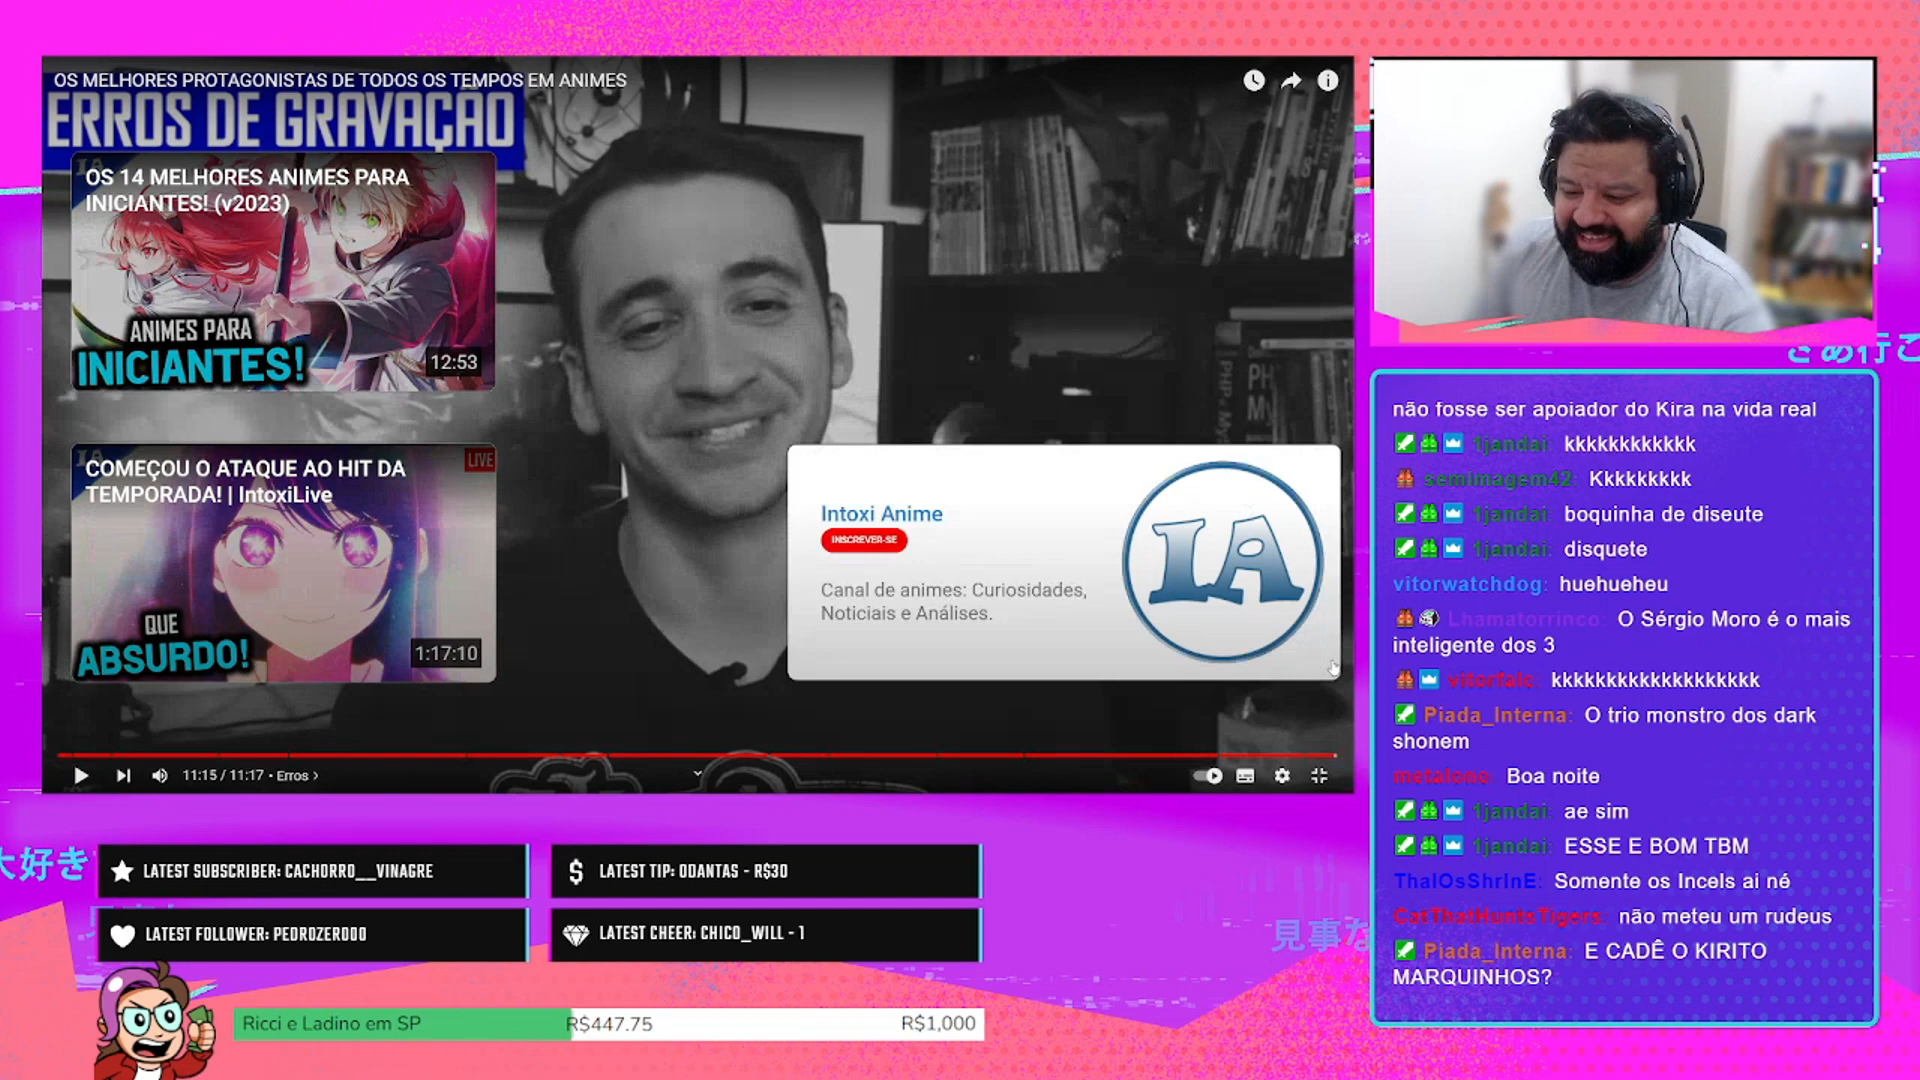 OS MELHORES PROTAGONISTAS DE TODOS OS TEMPOS EM ANIMES
ERROS DE GRAVAÇÃO
OS 14 MELHORES ANIMES PARA
INICIANTES! (v2023)
ANIMES PARA
INICIANTES!
12:53
COMEÇOU O ATAQUE AO HIT DA
TEMPORADA! | IntoxiLive
LIVE
QUE
ABSURDO!
1:17:10
Intoxi Anime
INSCREVER-SE
Canal de animes: Curiosidades,
Noticiais e Análises.
IA
11:15 / 11:17 • Erros >
não fosse ser apoiador do Kira na vida real
1jandai: kkkkkkkkkkkk
semimagem42: Kkkkkkkkk
1jandai: boquinha de diseute
1jandai: disquete
vitorwatchdog: huehueheu
Lhamatorrinco: O Sérgio Moro é o mais
inteligente dos 3
vitorfalc: kkkkkkkkkkkkkkkkkkk
Piada_Interna: O trio monstro dos dark
shonem
metalono: Boa noite
1jandai: ae sim
1jandai: ESSE E BOM TBM
ThalOsShrInE: Somente os Incels ai né
CatThatHuntsTigers: não meteu um rudeus
Piada_Interna: E CADÊ O KIRITO
MARQUINHOS?
大好き
見事な
LATEST SUBSCRIBER: CACHORRO__VINAGRE
LATEST TIP: ODANTAS - R$30
LATEST FOLLOWER: PEDROZEROOO
LATEST CHEER: CHICO_WILL - 1
Ricci e Ladino em SP
R$447.75
R$1,000